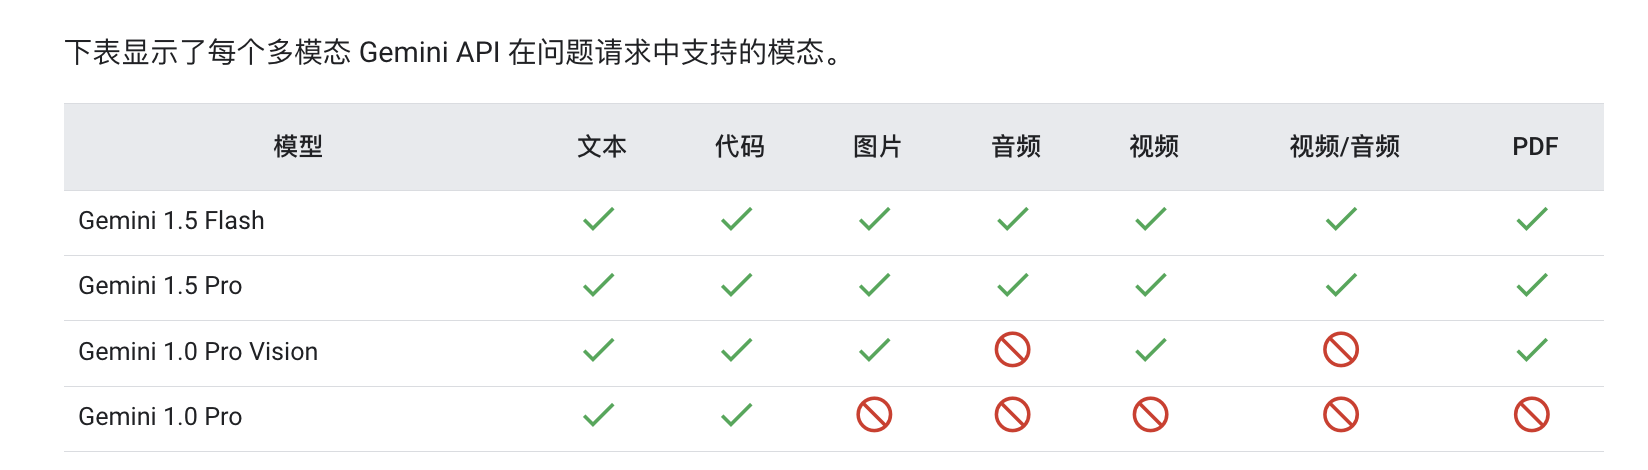 下表显示了每个多模态 Gemini API 在问题请求中支持的模态。
模型 文本 代码 图片 音频 视频 视频/音频 PDF
Gemini 1.5 Flash
Gemini 1.5 Pro
Gemini 1.0 Pro Vision
Gemini 1.0 Pro